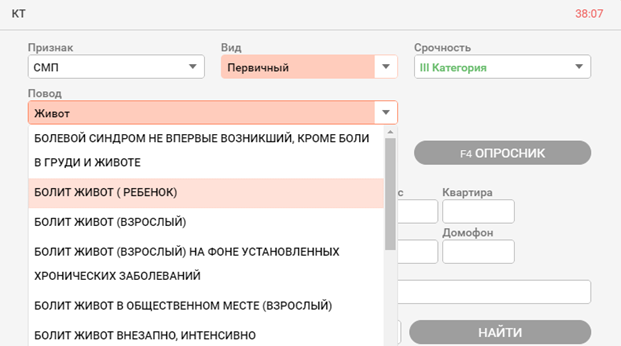 КТ 38:07
Признак Вид Срочность
СМП Первичный III Категория
Повод
Живот
БОЛЕВОЙ СИНДРОМ НЕ ВПЕРВЫЕ ВОЗНИКШИЙ, КРОМЕ БОЛИ
В ГРУДИ И ЖИВОТЕ
F4 ОПРОСНИК
БОЛИТ ЖИВОТ ( РЕБЕНОК)
с Квартира
БОЛИТ ЖИВОТ (ВЗРОСЛЫЙ)
Домофон
БОЛИТ ЖИВОТ (ВЗРОСЛЫЙ) НА ФОНЕ УСТАНОВЛЕННЫХ
ХРОНИЧЕСКИХ ЗАБОЛЕВАНИЙ
БОЛИТ ЖИВОТ В ОБЩЕСТВЕННОМ МЕСТЕ (ВЗРОСЛЫЙ)
БОЛИТ ЖИВОТ ВНЕЗАПНО, ИНТЕНСИВНО
НАЙТИ